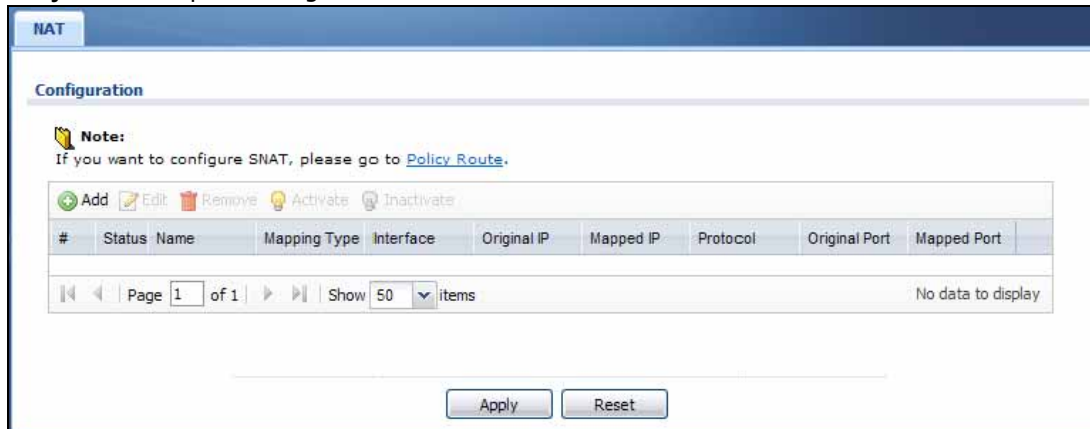 NAT
Configuration
Note:
If you want to configure SNAT, please go to Policy Route.
Add Edit Remove Activate Inactivate
# Status Name Mapping Type Interface Original IP Mapped IP Protocol Original Port Mapped Port
Page 1 of 1 Show 50 items No data to display
Apply Reset